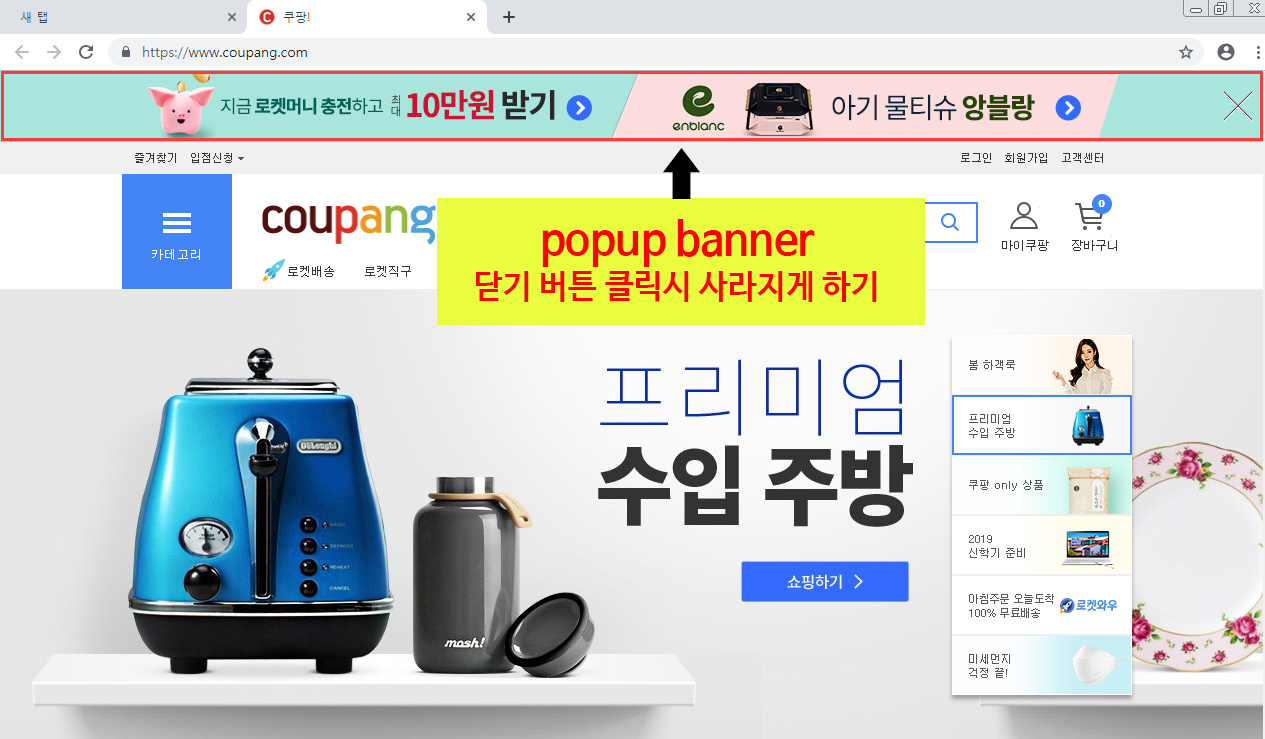 새 탭
쿠팡!
https://www.coupang.com
지금 로켓머니 충전하고 최대 10만원 받기
enblanc
아기 물티슈 앙블랑
즐겨찾기 입점신청
로그인 회원가입 고객센터
카테고리
coupang
로켓배송 로켓직구
popup banner
닫기 버튼 클릭시 사라지게 하기
0
마이쿠팡 장바구니
프리미엄
수입 주방
쇼핑하기
DeLonghi
BAGEL
DEFROST
REHEAT
CANCEL
mosh!
봄 하객룩
프리미엄
수입 주방
쿠팡 only 상품
2019
신학기 준비
아침주문 오늘도착
100% 무료배송
로켓와우
미세먼지
걱정 끝!